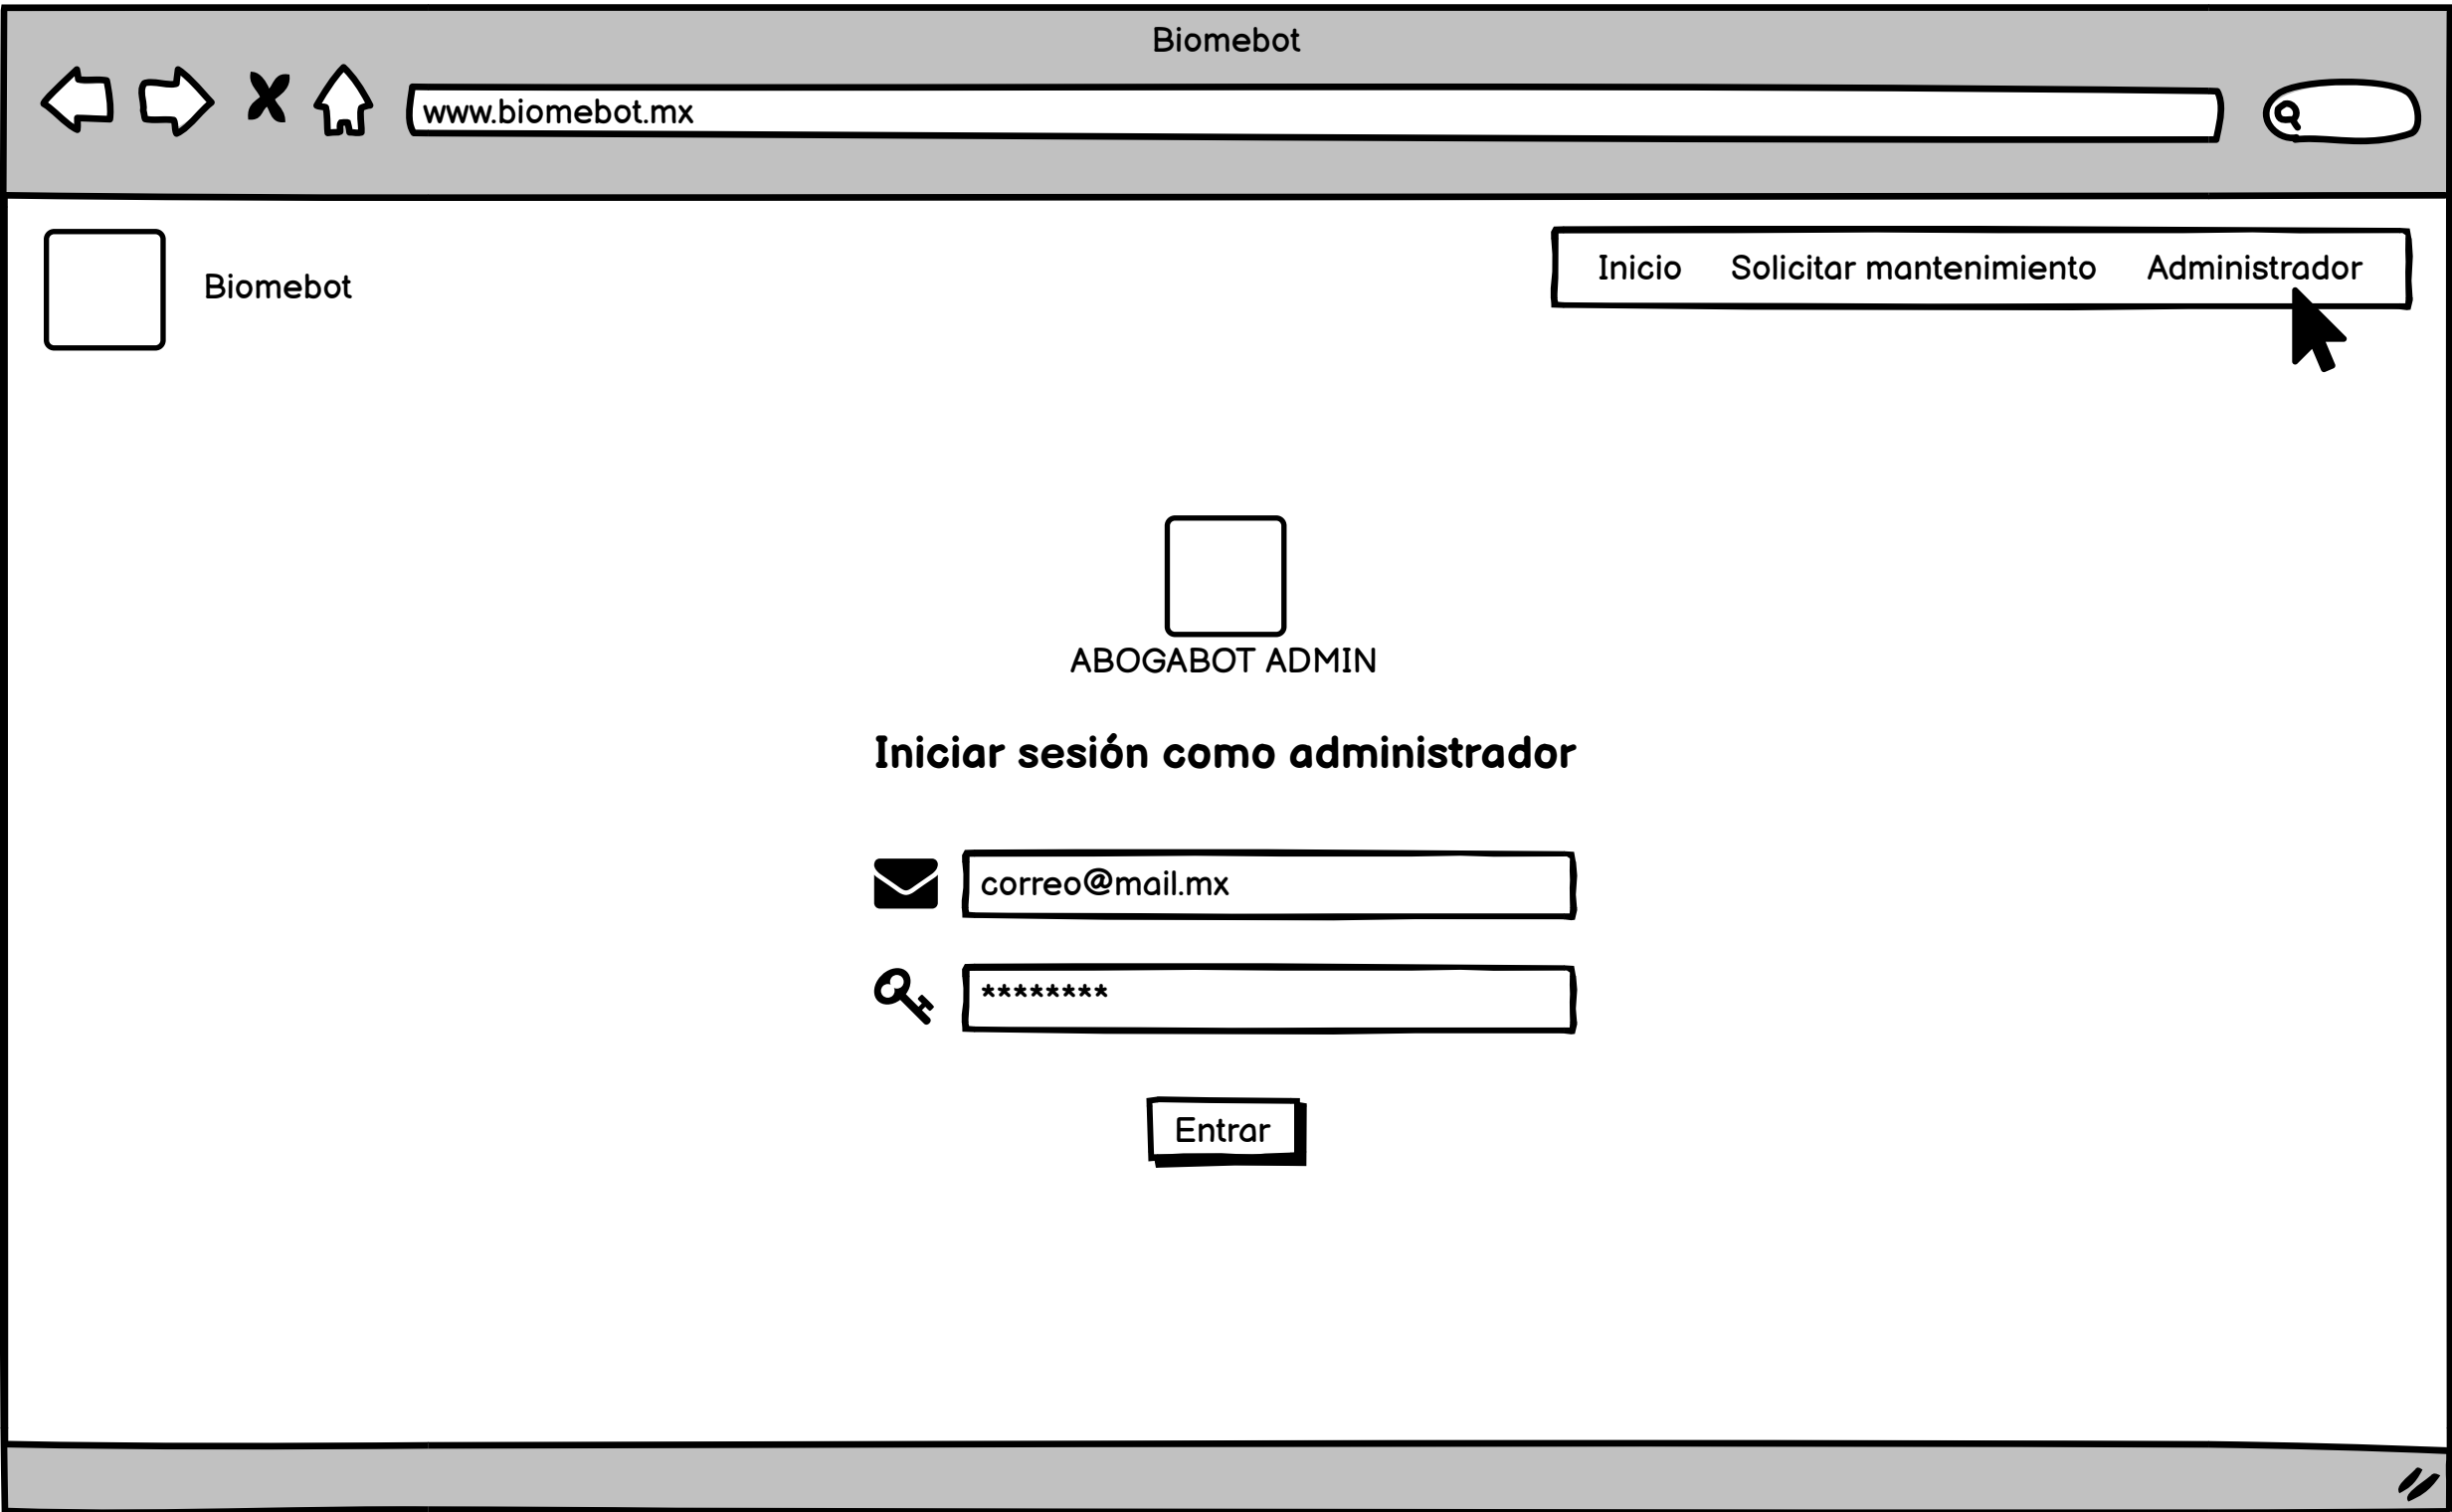 Biomebot
www.biomebot.mx
Biomebot
Inicio Solicitar mantenimiento Administrador
ABOGABOT ADMIN
Iniciar sesión como administrador
correo@mail.mx
********
Entrar